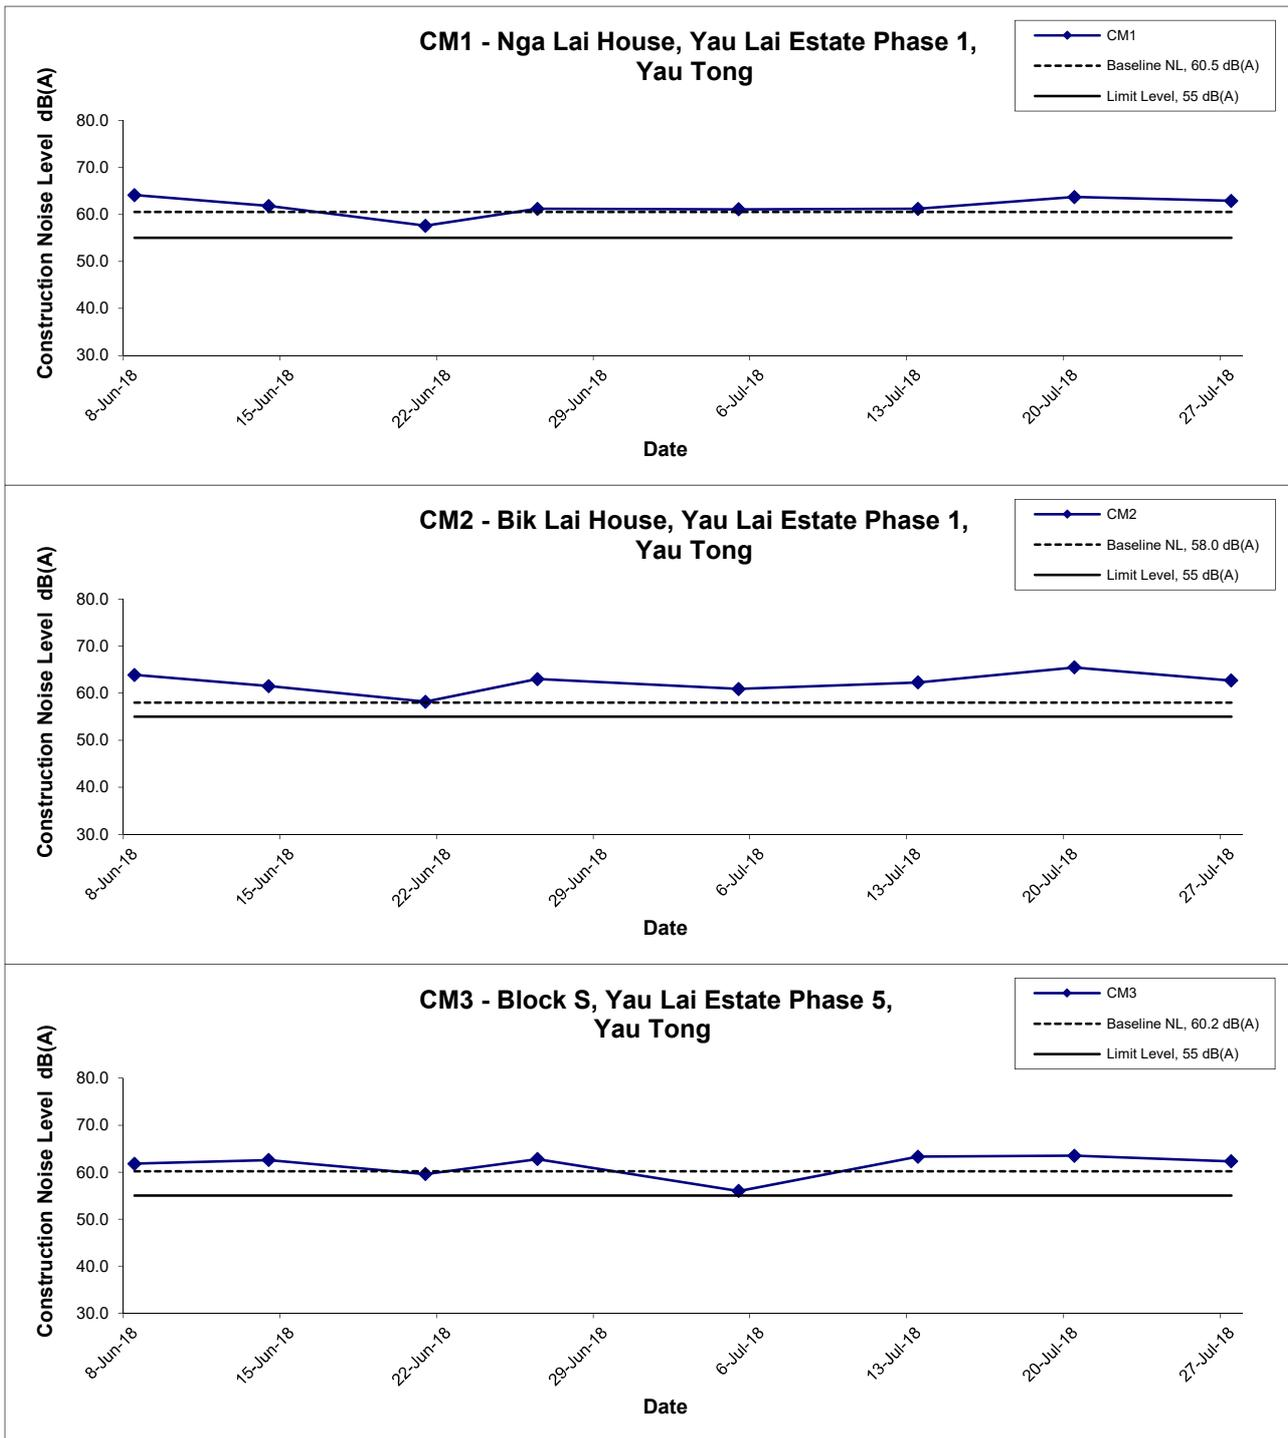 CM1 - Nga Lai House, Yau Lai Estate Phase 1,
Yau Tong
CM1
Baseline NL, 60.5 dB(A)
Limit Level, 55 dB(A)
Construction Noise Level dB(A)
80.0
70.0
60.0
50.0
40.0
30.0
8-Jun-18
15-Jun-18
22-Jun-18
29-Jun-18
6-Jul-18
13-Jul-18
20-Jul-18
27-Jul-18
Date
CM2 - Bik Lai House, Yau Lai Estate Phase 1,
Yau Tong
CM2
Baseline NL, 58.0 dB(A)
Limit Level, 55 dB(A)
Construction Noise Level dB(A)
80.0
70.0
60.0
50.0
40.0
30.0
8-Jun-18
15-Jun-18
22-Jun-18
29-Jun-18
6-Jul-18
13-Jul-18
20-Jul-18
27-Jul-18
Date
CM3 - Block S, Yau Lai Estate Phase 5,
Yau Tong
CM3
Baseline NL, 60.2 dB(A)
Limit Level, 55 dB(A)
Construction Noise Level dB(A)
80.0
70.0
60.0
50.0
40.0
30.0
8-Jun-18
15-Jun-18
22-Jun-18
29-Jun-18
6-Jul-18
13-Jul-18
20-Jul-18
27-Jul-18
Date